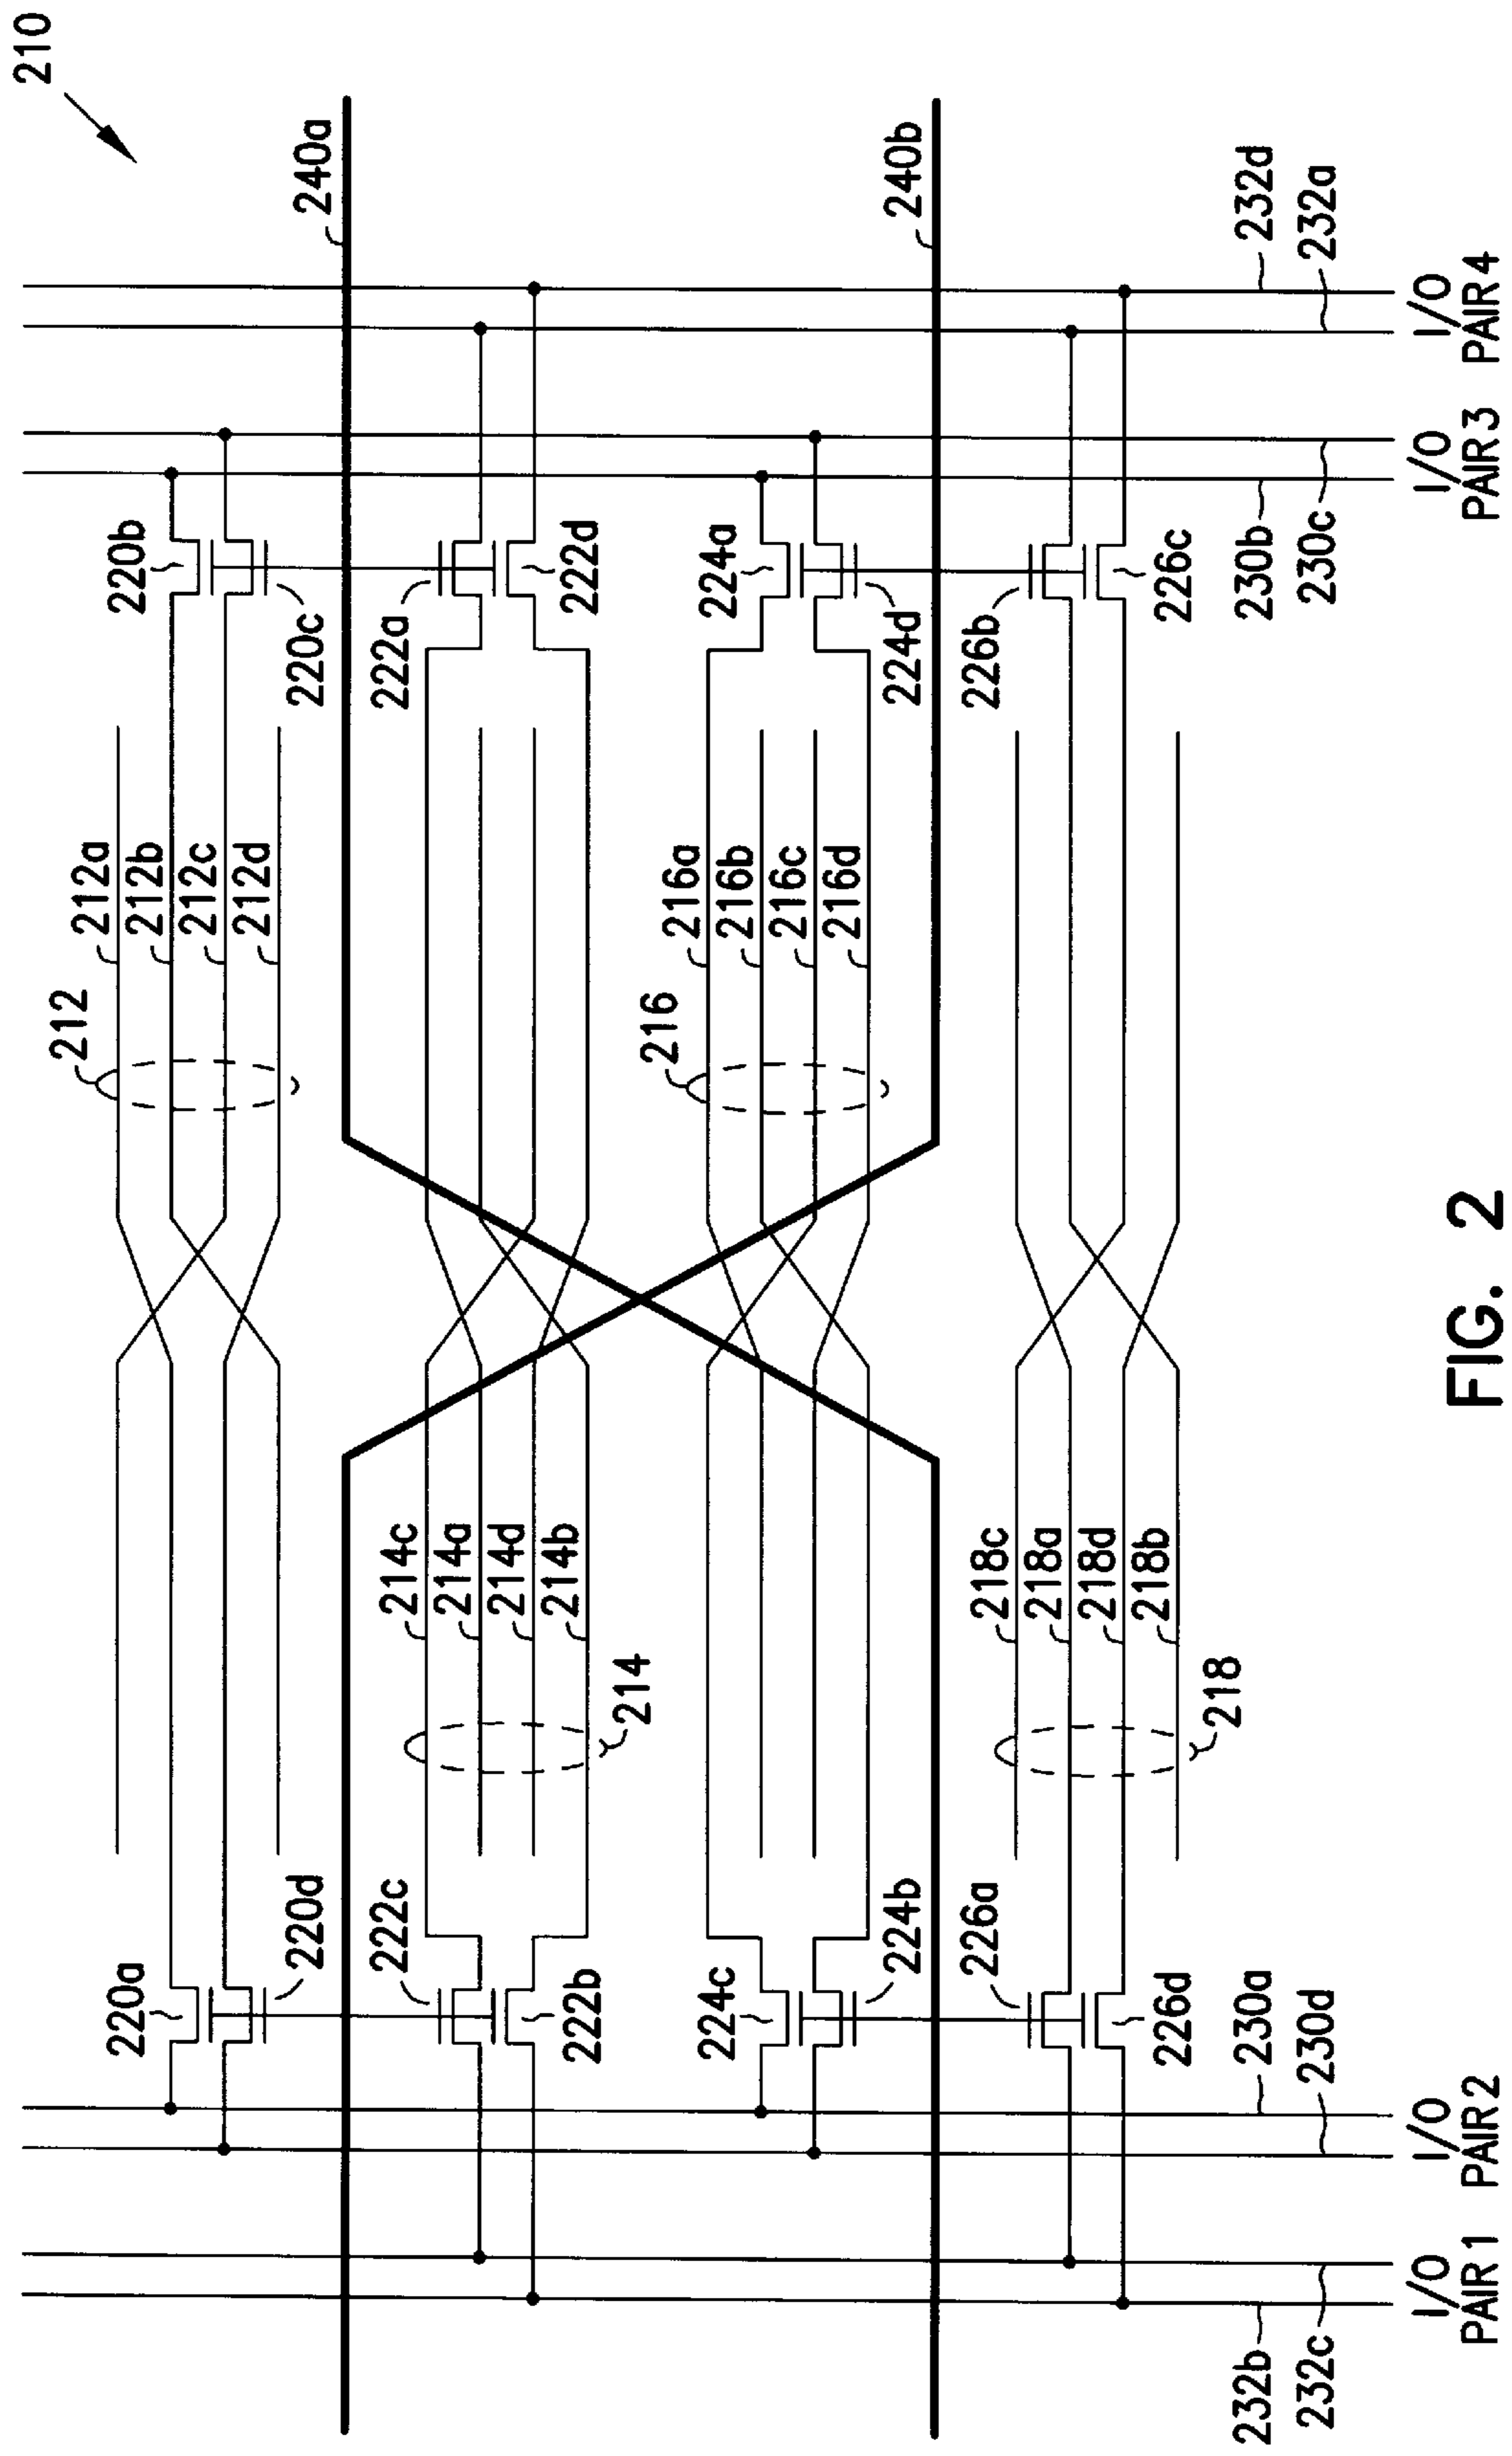 210
240a
240b
232d
232a
I/O
PAIR 4
I/O
PAIR 3
230b
230c
220b
220c
222a
222d
224a
224d
226b
226c
212
212a
212b
212c
212d
216
216a
216b
216c
216d
214c
214a
214d
214b
214
218c
218a
218d
218b
218
220a
220d
222c
222b
224c
224b
226a
226d
230a
230d
I/O
PAIR 2
I/O
PAIR 1
232b
232c
FIG. 2